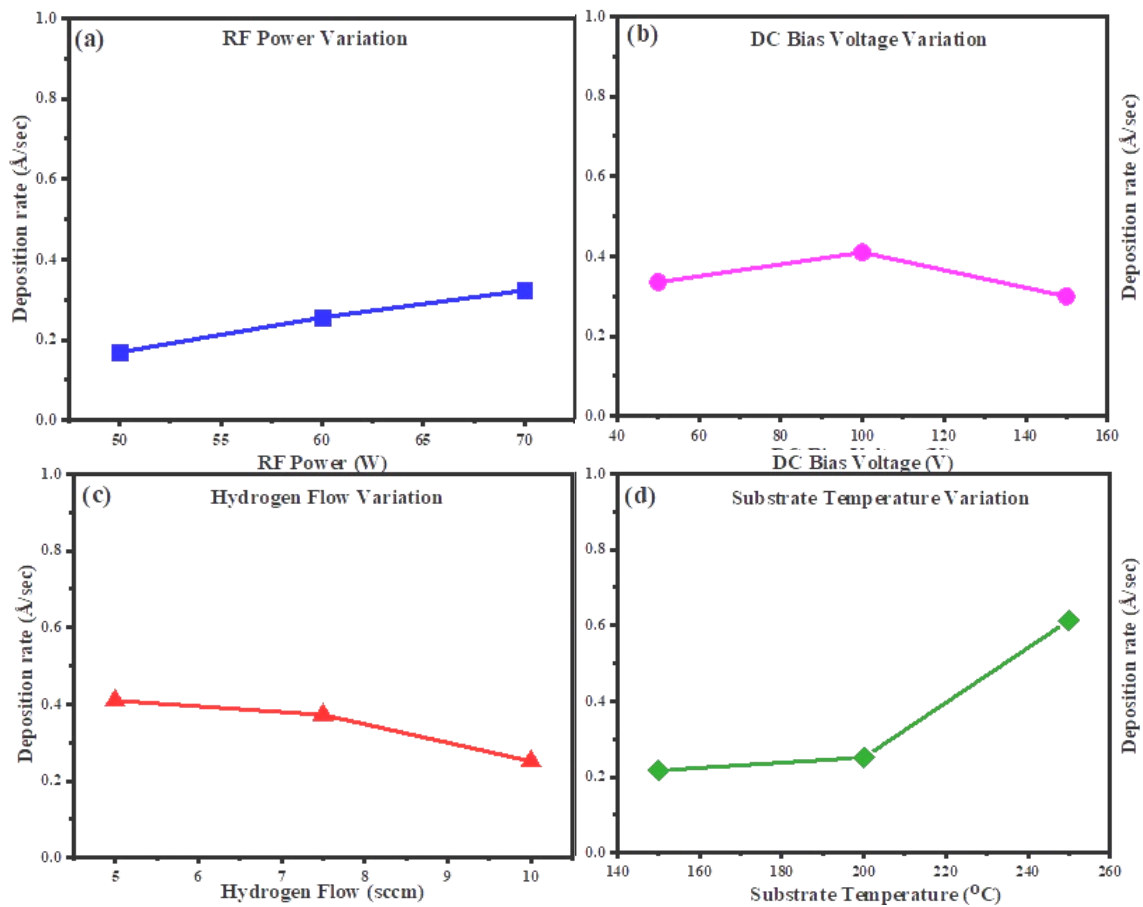 (a)
RF Power Variation
Deposition rate (Å/sec)
1.0
0.8
0.6
0.4
0.2
0.0
50 55 60 65 70
RF Power (W)
(b)
DC Bias Voltage Variation
Deposition rate (Å/sec)
1.0
0.8
0.6
0.4
0.2
0.0
40 60 80 100 120 140 160
DC Bias Voltage (V)
(c)
Hydrogen Flow Variation
Deposition rate (Å/sec)
1.0
0.8
0.6
0.4
0.2
0.0
5 6 7 8 9 10
Hydrogen Flow (sccm)
(d)
Substrate Temperature Variation
Deposition rate (Å/sec)
1.0
0.8
0.6
0.4
0.2
0.0
140 160 180 200 220 240 260
Substrate Temperature (⁰C)